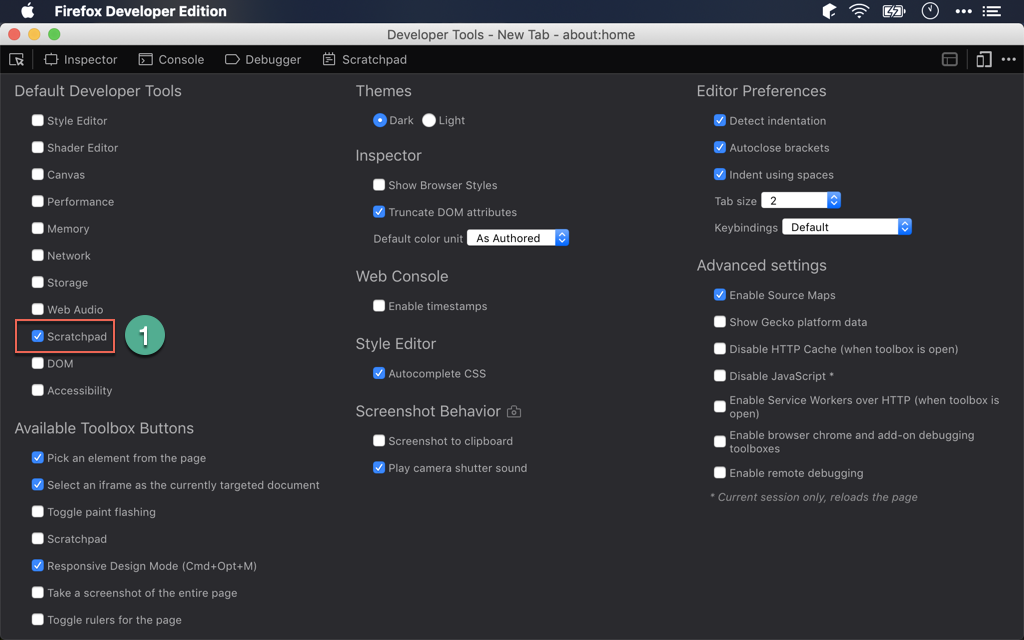 Firefox Developer Edition
Developer Tools - New Tab - about:home
Inspector Console Debugger Scratchpad
Default Developer Tools
Style Editor
Shader Editor
Canvas
Performance
Memory
Network
Storage
Web Audio
Scratchpad
1
DOM
Accessibility
Available Toolbox Buttons
Pick an element from the page
Select an iframe as the currently targeted document
Toggle paint flashing
Scratchpad
Responsive Design Mode (Cmd+Opt+M)
Take a screenshot of the entire page
Toggle rulers for the page
Themes
Dark Light
Inspector
Show Browser Styles
Truncate DOM attributes
Default color unit As Authored
Web Console
Enable timestamps
Style Editor
Autocomplete CSS
Screenshot Behavior
Screenshot to clipboard
Play camera shutter sound
Editor Preferences
Detect indentation
Autoclose brackets
Indent using spaces
Tab size 2
Keybindings Default
Advanced settings
Enable Source Maps
Show Gecko platform data
Disable HTTP Cache (when toolbox is open)
Disable JavaScript *
Enable Service Workers over HTTP (when toolbox is
open)
Enable browser chrome and add-on debugging
toolboxes
Enable remote debugging
* Current session only, reloads the page